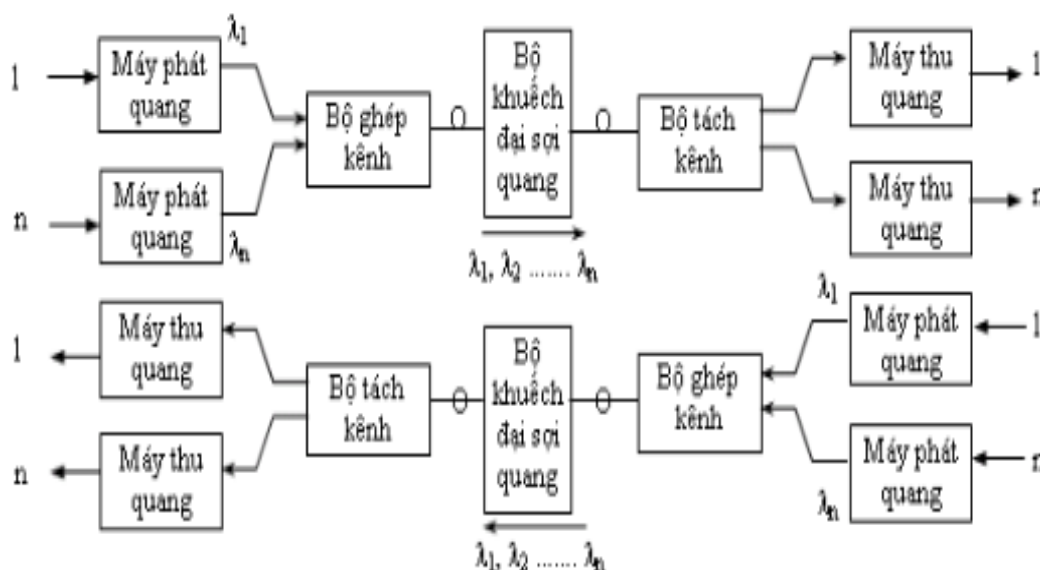 λ1
1
Máy phát
quang
Bộ ghép
kênh
Bộ
khuếch
đại sợi
quang
Bộ tách
kênh
Máy thu
quang
1
n
Máy phát
quang
λn
λ1, λ2 ....... λn
Máy thu
quang
n
1
Máy thu
quang
Bộ tách
kênh
Bộ
khuếch
đại sợi
quang
Bộ ghép
kênh
λ1
Máy phát
quang
1
n
Máy thu
quang
λ1, λ2 ....... λn
λn
Máy phát
quang
n